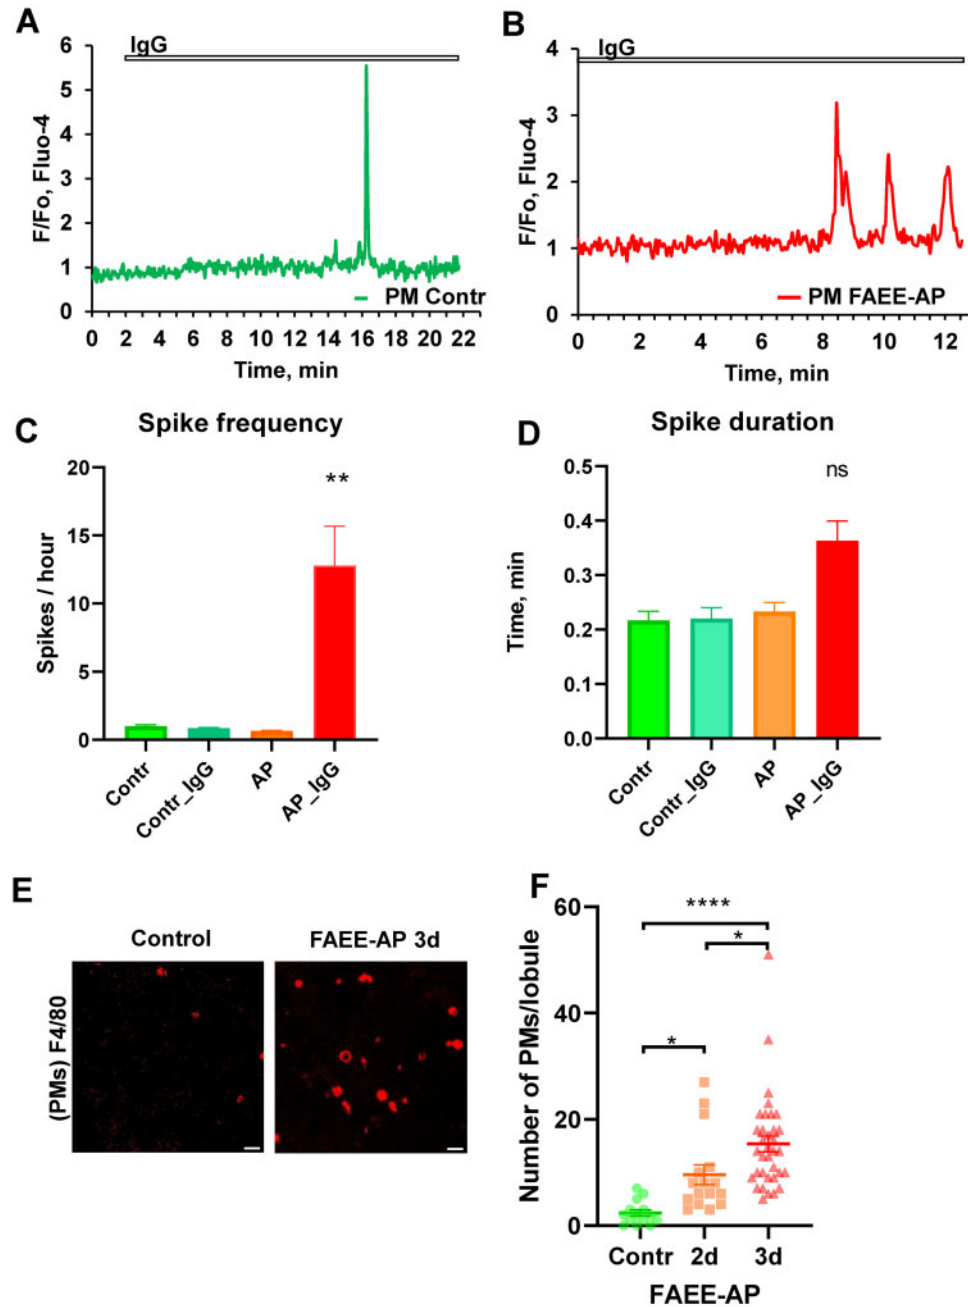 A
IgG
6
5
4
3
2
1
0
F/Fo, Fluo-4
PM Contr
0 2 4 6 8 10 12 14 16 18 20 22
Time, min
B
IgG
4
3
2
1
0
F/Fo, Fluo-4
PM FAEE-AP
0 2 4 6 8 10 12
Time, min
C
Spike frequency
20
15
10
5
0
Spikes / hour
**
Contr
Contr_IgG
AP
AP_IgG
D
Spike duration
0.5
0.4
0.3
0.2
0.1
0.0
Time, min
ns
Contr
Contr_IgG
AP
AP_IgG
E
Control
FAEE-AP 3d
(PMs) F4/80
F
60
40
20
0
Number of PMs/lobule
****
*
*
Contr 2d 3d
FAEE-AP